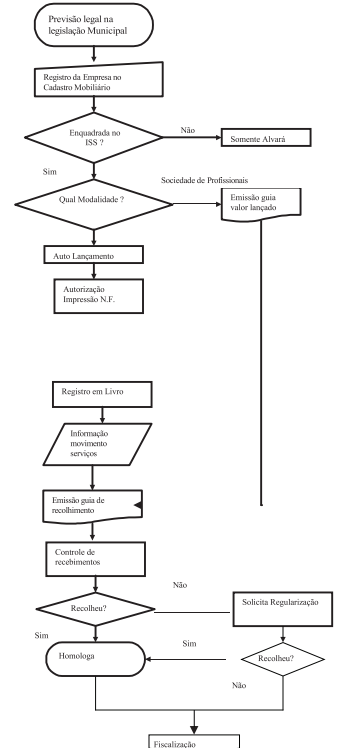 Previsão legal na
legislação Municipal
Registro da Empresa no
Cadastro Mobiliário
Enquadrada no
ISS ?
Não
Somente Alvará
Sim
Sociedade de Profissionais
Qual Modalidade ?
Emissão guia
valor lançado
Auto Lançamento
Autorização
Impressão N.F.
Registro em Livro
Informação
movimento
serviços
Emissão guia de
recolhimento
Controle de
recebimentos
Não
Solicita Regularização
Recolheu?
Sim
Homologa
Sim
Recolheu?
Não
Fiscalização